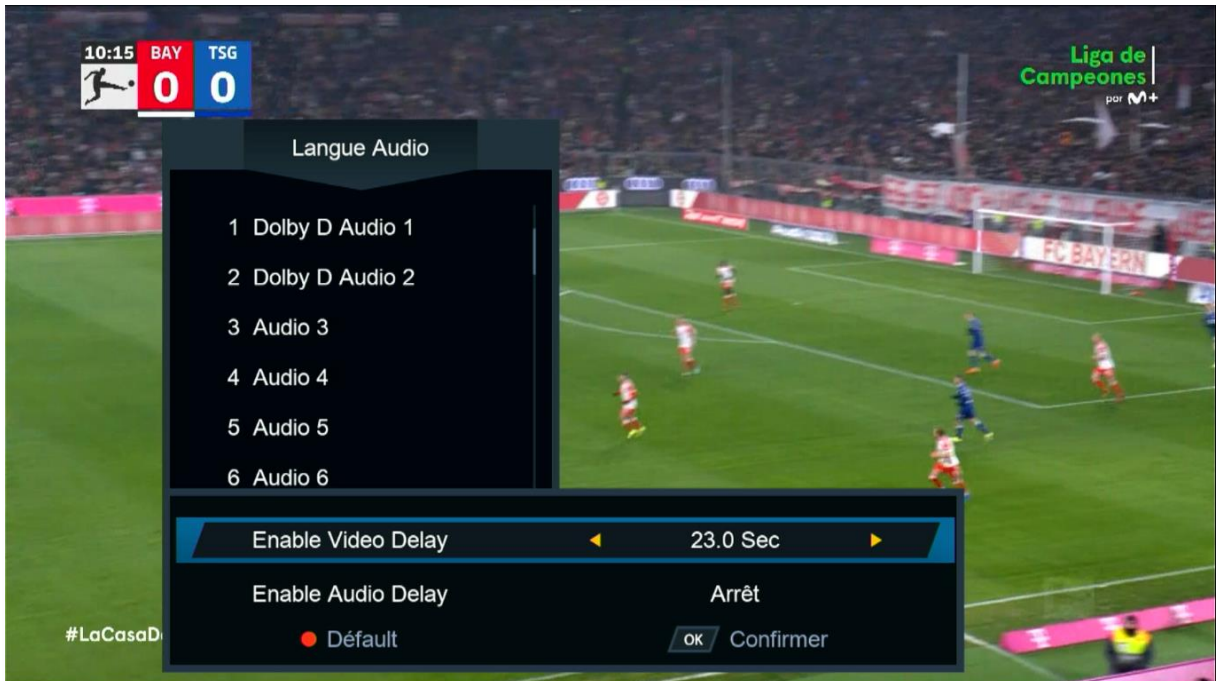 10:15 BAY TSG
0 0
Liga de
Campeones
por M+
Langue Audio
1 Dolby D Audio 1
2 Dolby D Audio 2
3 Audio 3
4 Audio 4
5 Audio 5
6 Audio 6
FC BAYERN
Enable Video Delay 23.0 Sec
Enable Audio Delay Arrêt
#LaCasaD
Défault OK Confirmer